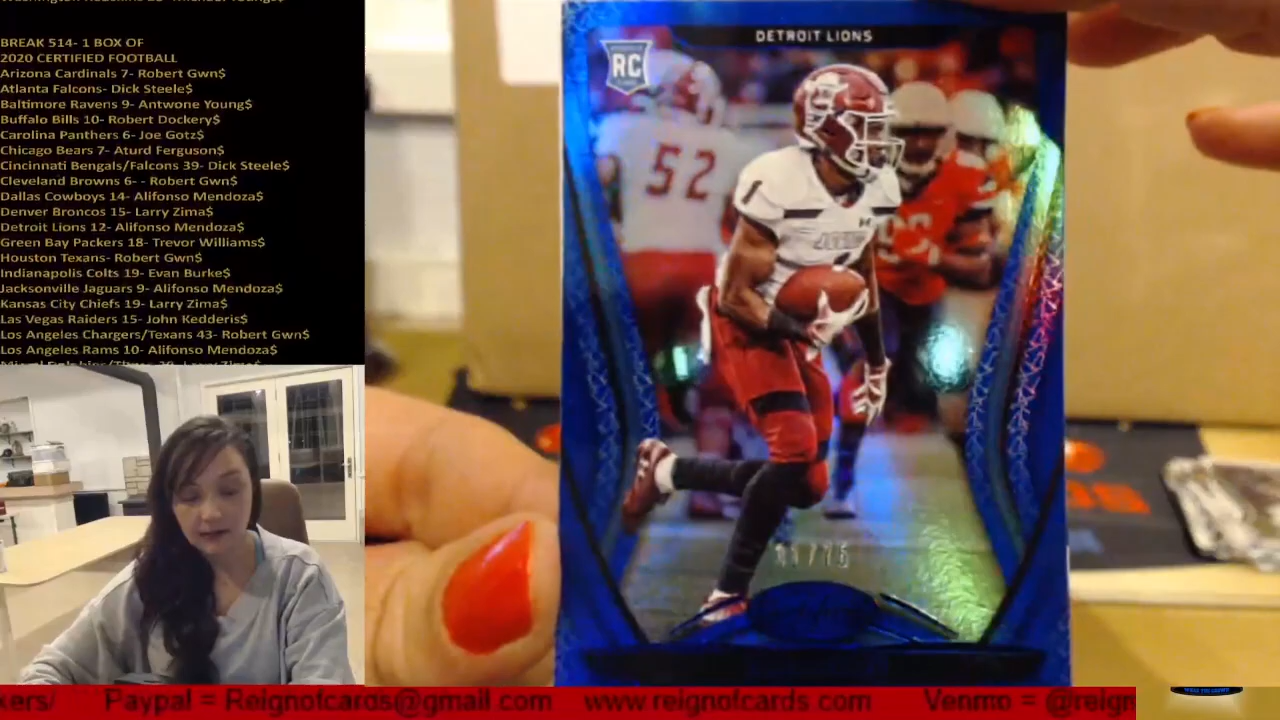 BREAK 514- 1 BOX OF
2020 CERTIFIED FOOTBALL
Arizona Cardinals 7- Robert Gwn$
Atlanta Falcons- Dick Steele$
Baltimore Ravens 9- Antwone Young$
Buffalo Bills 10- Robert Dockery$
Carolina Panthers 6- Joe Gotz$
Chicago Bears 7- Aturd Ferguson$
Cincinnati Bengals/Falcons 39- Dick Steele$
Cleveland Browns 6- - Robert Gwn$
Dallas Cowboys 14- Alifonso Mendoza$
Denver Broncos 15- Larry Zima$
Detroit Lions 12- Alifonso Mendoza$
Green Bay Packers 18- Trevor Williams$
Houston Texans- Robert Gwn$
Indianapolis Colts 19- Evan Burke$
Jacksonville Jaguars 9- Alifonso Mendoza$
Kansas City Chiefs 19- Larry Zima$
Las Vegas Raiders 15- John Kedderis$
Los Angeles Chargers/Texans 43- Robert Gwn$
Los Angeles Rams 10- Alifonso Mendoza$
DETROIT LIONS
RC
52
1
kers/ Paypal = Reignofcards@gmail com www.reignofcards.com Venmo = @reign